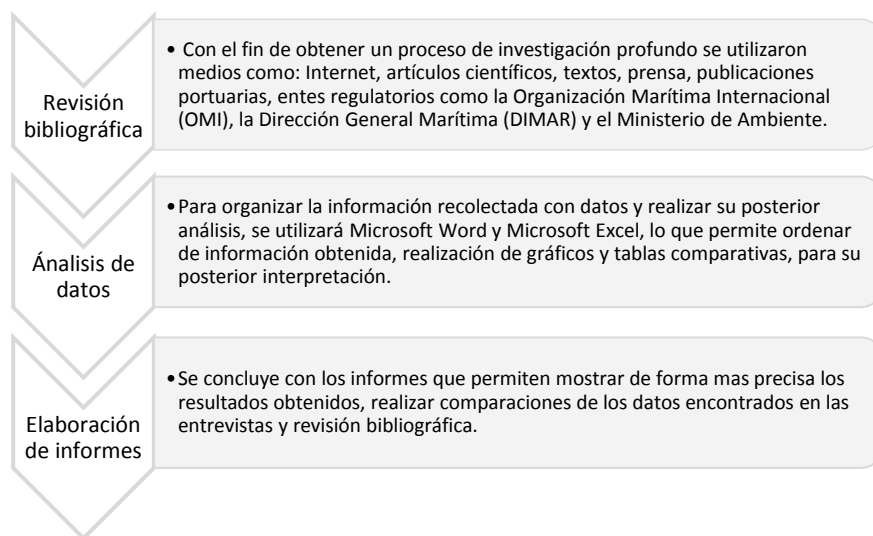 Revisión
bibliográfica
• Con el fin de obtener un proceso de investigación profundo se utilizaron
medios como: Internet, artículos científicos, textos, prensa, publicaciones
portuarias, entes regulatorios como la Organización Marítima Internacional
(OMI), la Dirección General Marítima (DIMAR) y el Ministerio de Ambiente.
Ánalisis de
datos
•Para organizar la información recolectada con datos y realizar su posterior
análisis, se utilizará Microsoft Word y Microsoft Excel, lo que permite ordenar
de información obtenida, realización de gráficos y tablas comparativas, para su
posterior interpretación.
Elaboración
de informes
•Se concluye con los informes que permiten mostrar de forma mas precisa los
resultados obtenidos, realizar comparaciones de los datos encontrados en las
entrevistas y revisión bibliográfica.